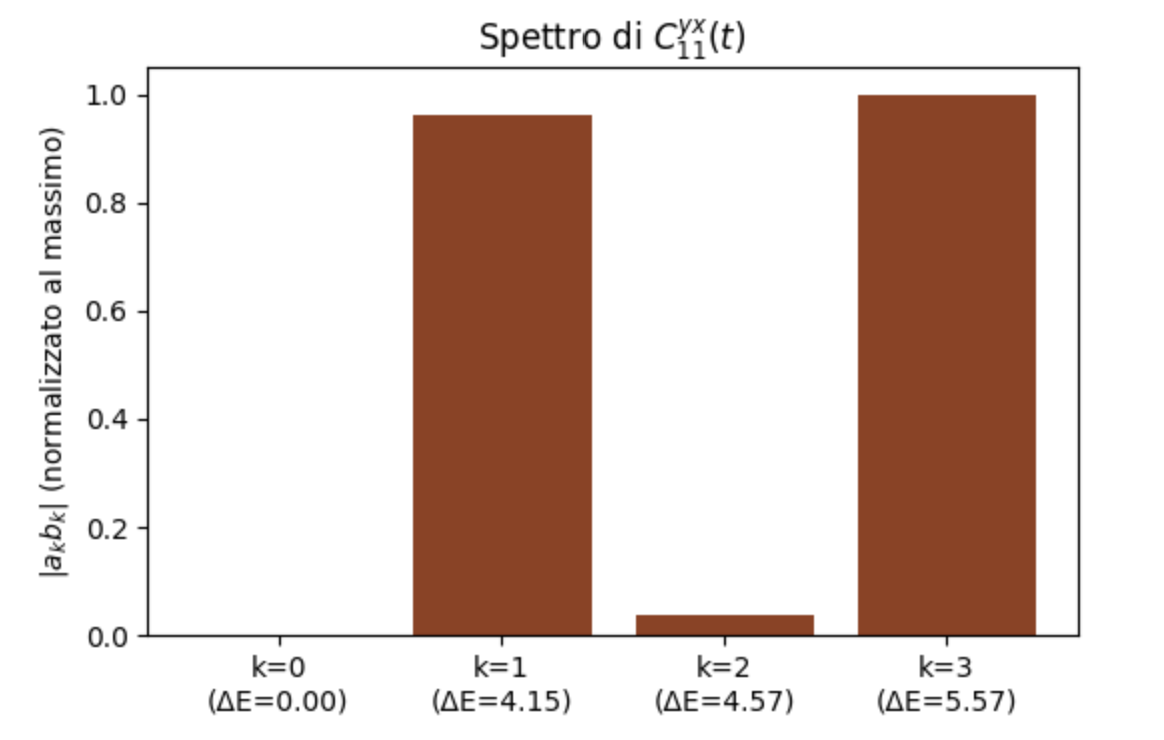 Spettro di $C_{11}^{yx}(t)$
|a_k b_k| (normalizzato al massimo)
1.0
0.8
0.6
0.4
0.2
0.0
k=0 k=1 k=2 k=3
(ΔE=0.00) (ΔE=4.15) (ΔE=4.57) (ΔE=5.57)